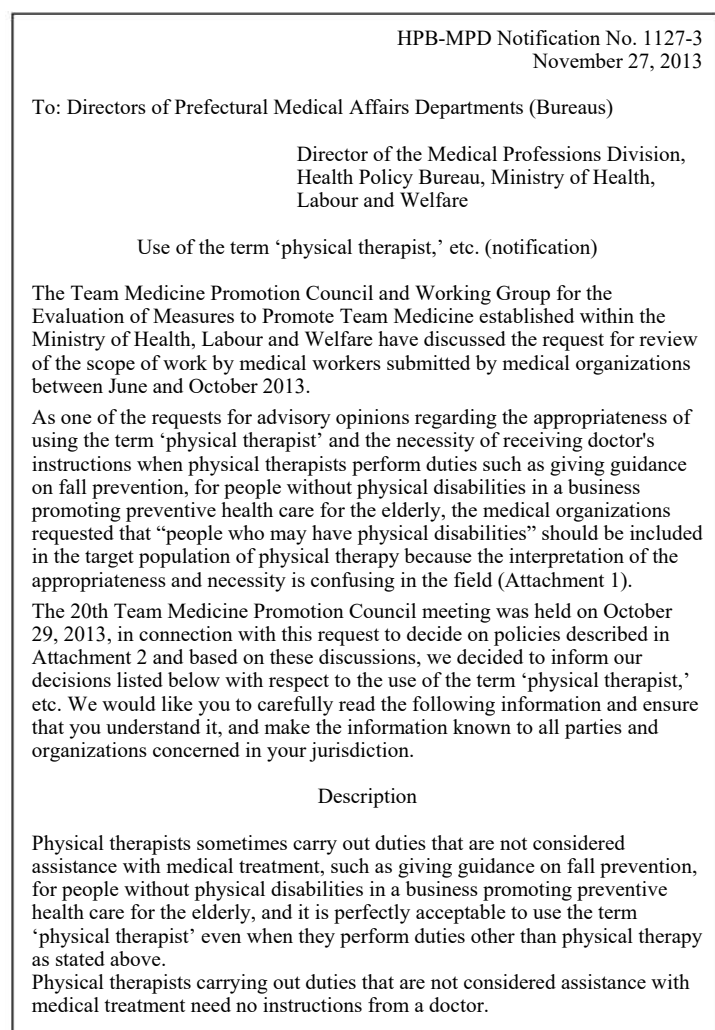 HPB-MPD Notification No. 1127-3
November 27, 2013
To: Directors of Prefectural Medical Affairs Departments (Bureaus)
Director of the Medical Professions Division,
Health Policy Bureau, Ministry of Health,
Labour and Welfare
Use of the term ‘physical therapist,’ etc. (notification)
The Team Medicine Promotion Council and Working Group for the
Evaluation of Measures to Promote Team Medicine established within the
Ministry of Health, Labour and Welfare have discussed the request for review
of the scope of work by medical workers submitted by medical organizations
between June and October 2013.
As one of the requests for advisory opinions regarding the appropriateness of
using the term ‘physical therapist’ and the necessity of receiving doctor's
instructions when physical therapists perform duties such as giving guidance
on fall prevention, for people without physical disabilities in a business
promoting preventive health care for the elderly, the medical organizations
requested that “people who may have physical disabilities” should be included
in the target population of physical therapy because the interpretation of the
appropriateness and necessity is confusing in the field (Attachment 1).
The 20th Team Medicine Promotion Council meeting was held on October
29, 2013, in connection with this request to decide on policies described in
Attachment 2 and based on these discussions, we decided to inform our
decisions listed below with respect to the use of the term ‘physical therapist,’
etc. We would like you to carefully read the following information and ensure
that you understand it, and make the information known to all parties and
organizations concerned in your jurisdiction.
Description
Physical therapists sometimes carry out duties that are not considered
assistance with medical treatment, such as giving guidance on fall prevention,
for people without physical disabilities in a business promoting preventive
health care for the elderly, and it is perfectly acceptable to use the term
‘physical therapist’ even when they perform duties other than physical therapy
as stated above.
Physical therapists carrying out duties that are not considered assistance with
medical treatment need no instructions from a doctor.